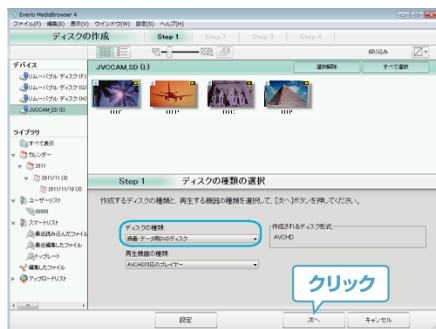 Everio MediaBrowser 4
ファイル(F) 編集(E) 表示(V) ウインドウ(W) 設定(S) ヘルプ(H)
ディスクの作成 Step 1 Step 2 Step 3 Step 4
絞り込み
デバイス
JVCCAM_SD (I:)
選択解除
すべて選択
リムーバブル ディスク (F:)
リムーバブル ディスク (G:)
リムーバブル ディスク (H:)
JVCCAM_SD (I:)
ライブラリ
すべて表示
カレンダー
2011
2011/11 (3)
2011/11/18 (3)
ユーザーリスト
00000
スマートリスト
最近読み込んだファイル
最近編集したファイル
トップレート
編集したファイル
アップロードリスト
Step 1 ディスクの種類の選択
作成するディスクの種類と、再生する機器の種類を選択して、[次へ]ボタンを押してください。
ディスクの種類
録画・データ用DVDディスク
作成されるディスク形式:
AVCHD
再生機器の種類
AVCHD対応のプレイヤー
クリック
設定
次へ
キャンセル